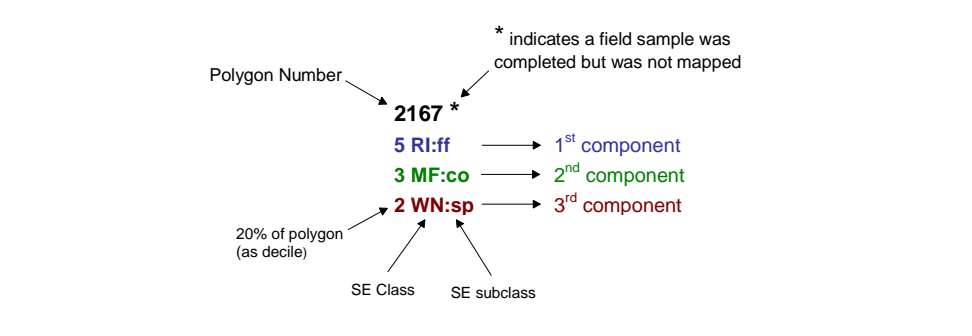 * indicates a field sample was
completed but was not mapped
Polygon Number
2167 *
5 RI:ff
1st component
3 MF:co
2nd component
2 WN:sp
3rd component
20% of polygon
(as decile)
SE Class
SE subclass